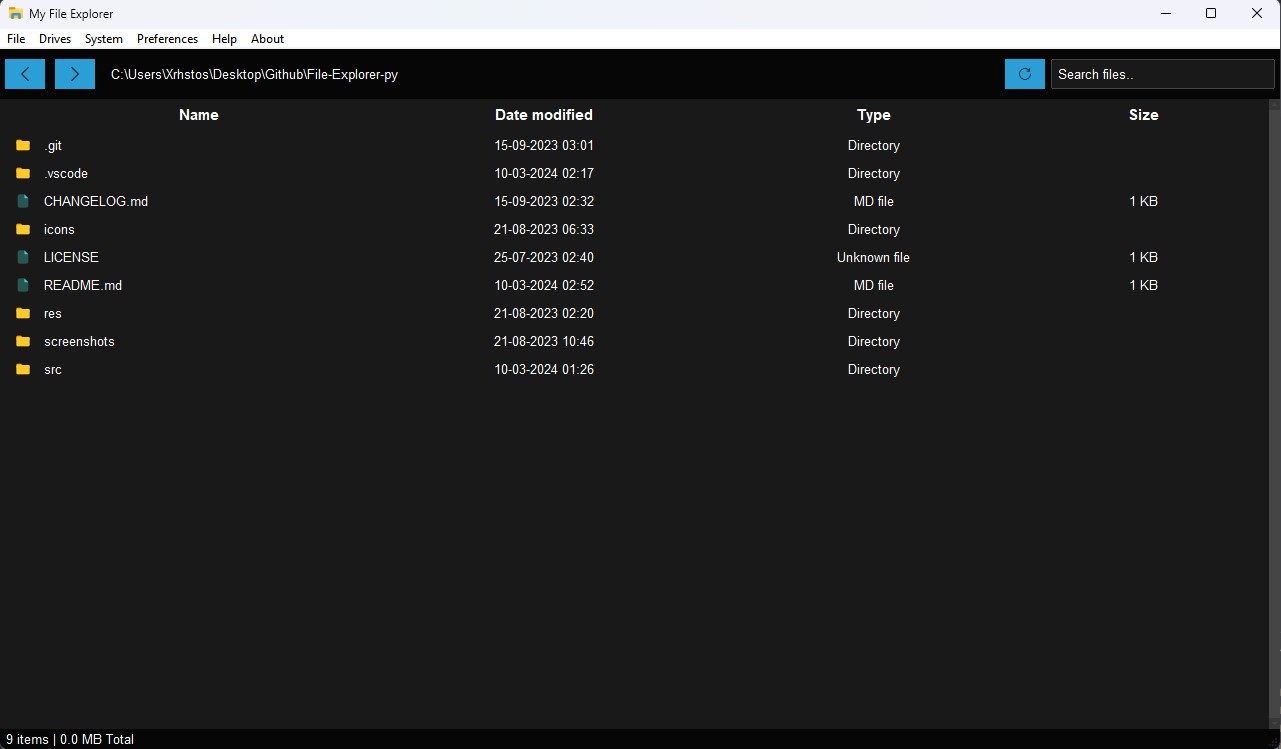 My File Explorer
File Drives System Preferences Help About
C:\Users\Xrhstos\Desktop\Github\File-Explorer-py Search files..
Name Date modified Type Size
.git 15-09-2023 03:01 Directory
.vscode 10-03-2024 02:17 Directory
CHANGELOG.md 15-09-2023 02:32 MD file 1 KB
icons 21-08-2023 06:33 Directory
LICENSE 25-07-2023 02:40 Unknown file 1 KB
README.md 10-03-2024 02:52 MD file 1 KB
res 21-08-2023 02:20 Directory
screenshots 21-08-2023 10:46 Directory
src 10-03-2024 01:26 Directory
9 items | 0.0 MB Total